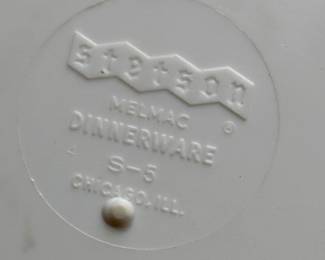 stetson
©
MELMAC
DINNERWARE
S-5
CHICAGO, ILL.